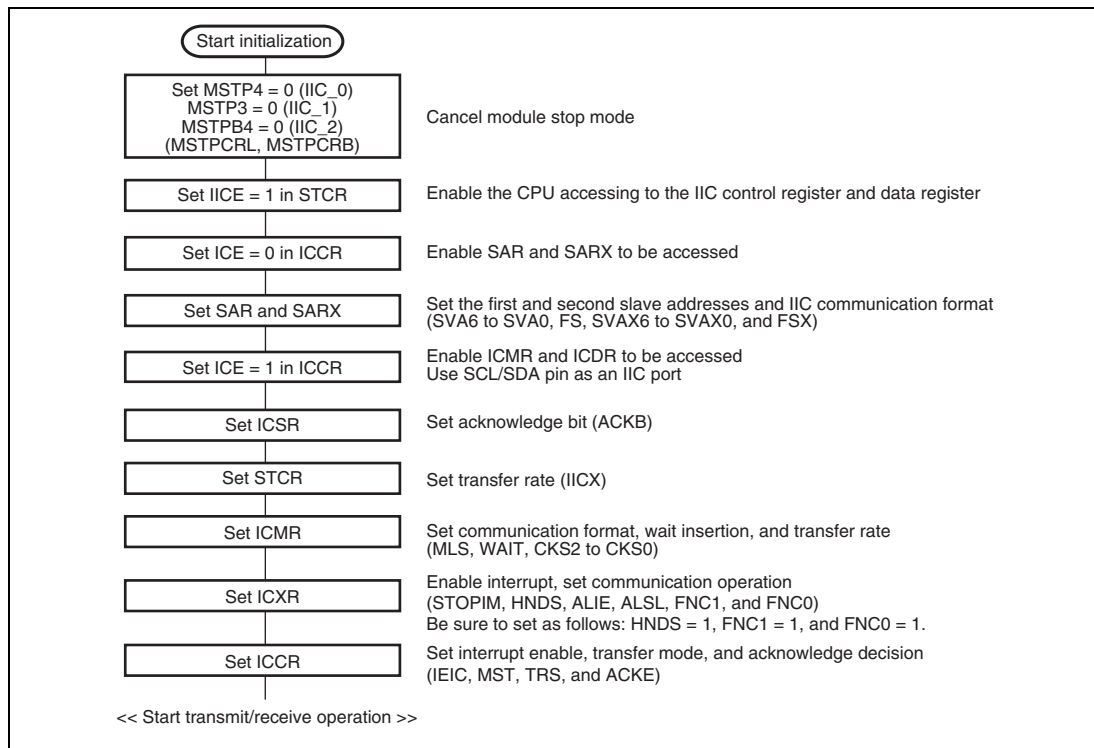 Start initialization
Set MSTP4 = 0 (IIC_0)
MSTP3 = 0 (IIC_1)
MSTPB4 = 0 (IIC_2)
(MSTPCRL, MSTPCRB)
Cancel module stop mode
Set IICE = 1 in STCR
Enable the CPU accessing to the IIC control register and data register
Set ICE = 0 in ICCR
Enable SAR and SARX to be accessed
Set SAR and SARX
Set the first and second slave addresses and IIC communication format
(SVA6 to SVA0, FS, SVAX6 to SVAX0, and FSX)
Set ICE = 1 in ICCR
Enable ICMR and ICDR to be accessed
Use SCL/SDA pin as an IIC port
Set ICSR
Set acknowledge bit (ACKB)
Set STCR
Set transfer rate (IICX)
Set ICMR
Set communication format, wait insertion, and transfer rate
(MLS, WAIT, CKS2 to CKS0)
Set ICXR
Enable interrupt, set communication operation
(STOPIM, HNDS, ALIE, ALSL, FNC1, and FNC0)
Be sure to set as follows: HNDS = 1, FNC1 = 1, and FNC0 = 1.
Set ICCR
Set interrupt enable, transfer mode, and acknowledge decision
(IEIC, MST, TRS, and ACKE)
<< Start transmit/receive operation >>